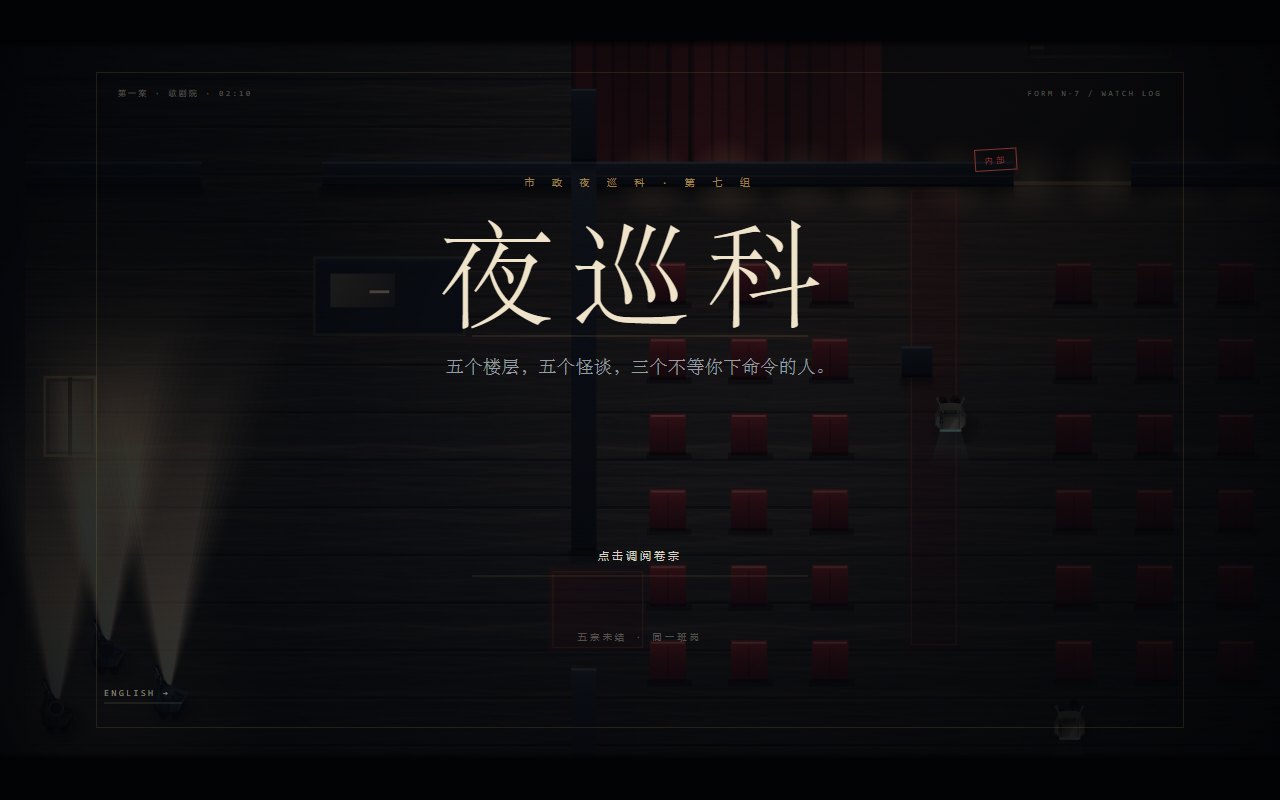 第一案 · 歌剧院 · 02:10
FORM N-7 / WATCH LOG
内部
市政夜巡科 · 第七组
夜巡科
五个楼层，五个怪谈，三个不等你下命令的人。
点击调阅卷宗
五宗未结 · 同一班岗
ENGLISH →